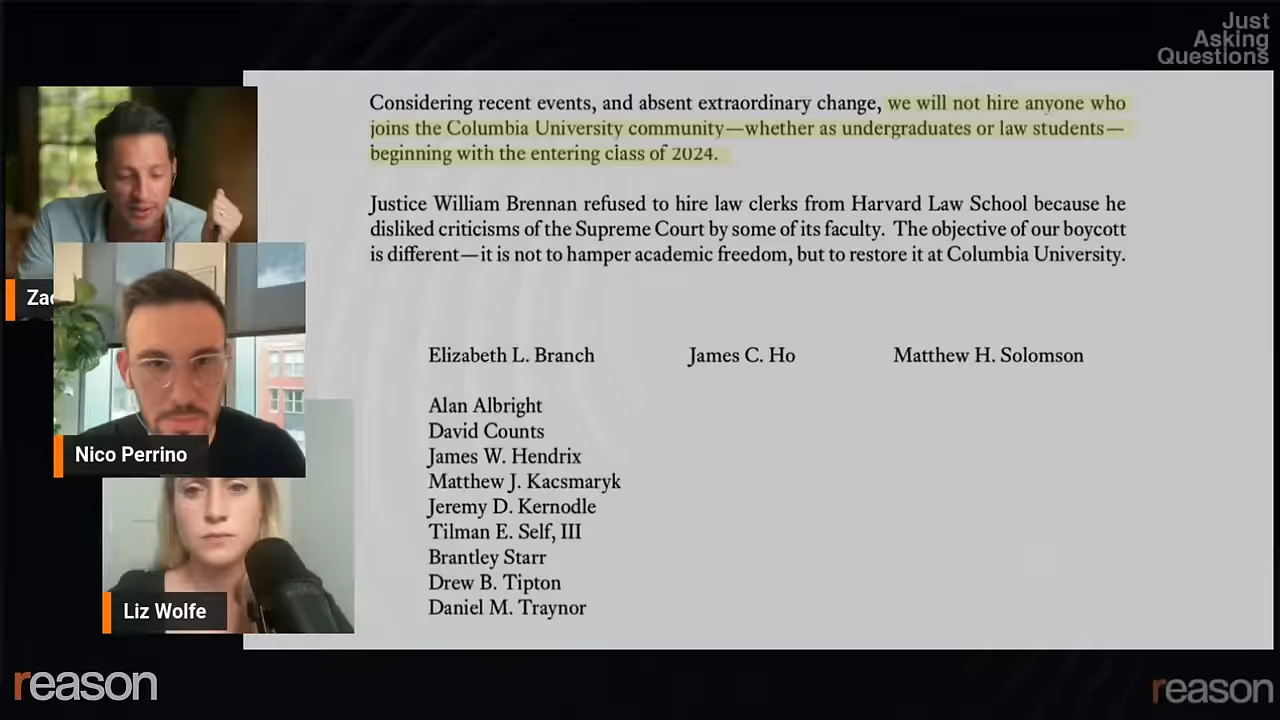 Just
Asking
Questions
Considering recent events, and absent extraordinary change, we will not hire anyone who
joins the Columbia University community—whether as undergraduates or law students—
beginning with the entering class of 2024.
Justice William Brennan refused to hire law clerks from Harvard Law School because he
disliked criticisms of the Supreme Court by some of its faculty. The objective of our boycott
is different—it is not to hamper academic freedom, but to restore it at Columbia University.
Elizabeth L. Branch James C. Ho Matthew H. Solomson
Alan Albright
David Counts
James W. Hendrix
Matthew J. Kacsmaryk
Jeremy D. Kernodle
Tilman E. Self, III
Brantley Starr
Drew B. Tipton
Daniel M. Traynor
Nico Perrino
Liz Wolfe
reason
reason